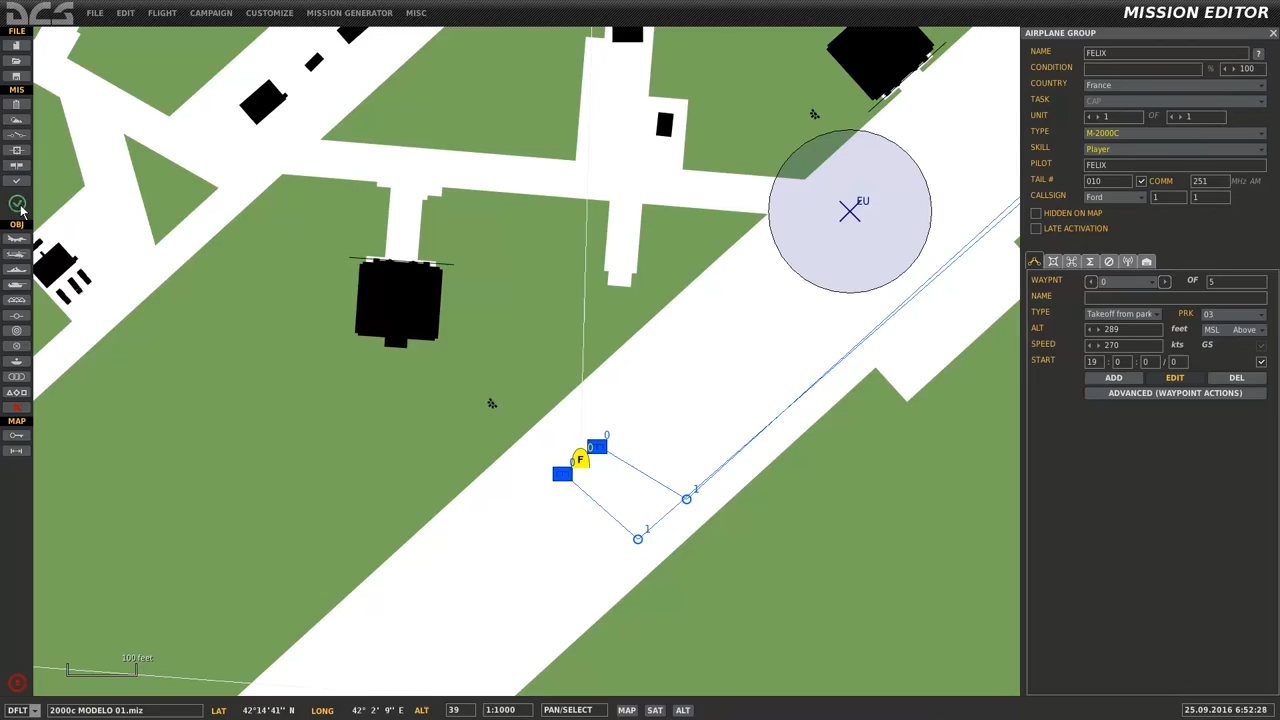 DCS FILE EDIT FLIGHT CAMPAIGN CUSTOMIZE MISSION GENERATOR MISC MISSION EDITOR
FILE
MIS
OBJ
MAP
EU
0
0
0
F
1
1
100 feet
AIRPLANE GROUP
NAME FELIX ?
CONDITION % 100
COUNTRY France
TASK CAP
UNIT 1 OF 1
TYPE M-2000C
SKILL Player
PILOT FELIX
TAIL # 010 COMM 251 MHz AM
CALLSIGN Ford 1 1
HIDDEN ON MAP
LATE ACTIVATION
WAYPNT 0 OF 5
NAME
TYPE Takeoff from park PRK 03
ALT 289 feet MSL Above
SPEED 270 kts GS
START 19 : 0 : 0 / 0
ADD EDIT DEL
ADVANCED (WAYPOINT ACTIONS)
DFLT 2000c MODELO 01.miz LAT 42°14'41" N LONG 42° 2' 9" E ALT 39 1:1000 PAN/SELECT MAP SAT ALT 25.09.2016 6:52:28